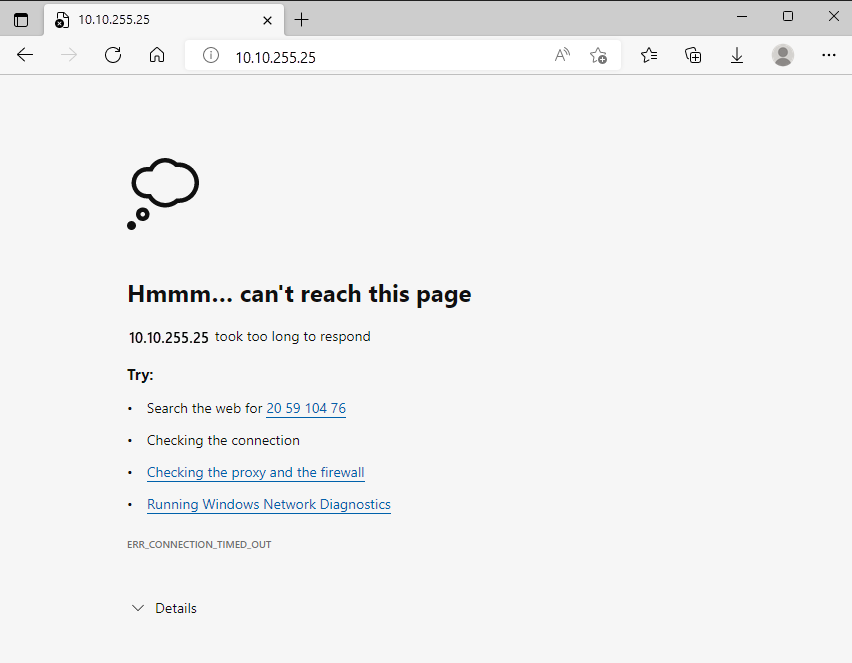 10.10.255.25
10.10.255.25
Hmmm... can't reach this page
10.10.255.25 took too long to respond
Try:
• Search the web for 20 59 104 76
• Checking the connection
• Checking the proxy and the firewall
• Running Windows Network Diagnostics
ERR_CONNECTION_TIMED_OUT
Details